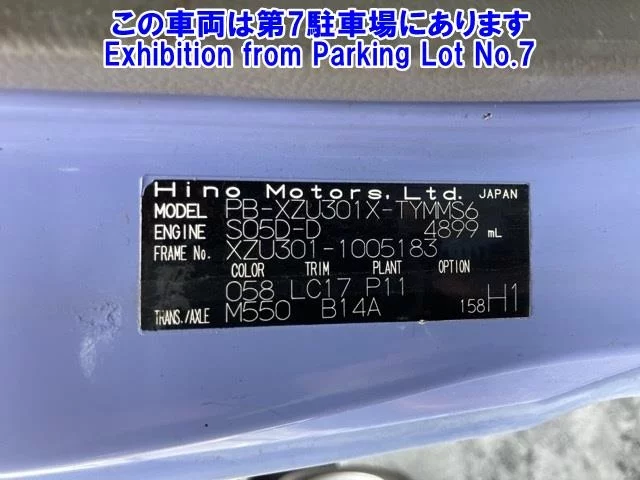 この車両は第7駐車場にあります
Exhibition from Parking Lot No.7
Hino Motors, Ltd. JAPAN
MODEL PB-XZU301X-TYMMS6
ENGINE S05D-D 4899 mL
FRAME No. XZU301-1005183
COLOR TRIM PLANT OPTION
058 LC17 P11
TRANS./AXLE M550 B14A 158H1